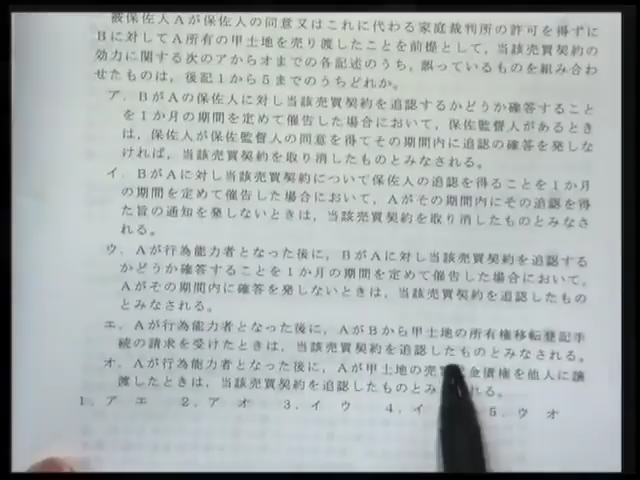 被保佐人Aが保佐人の同意又はこれに代わる家庭裁判所の許可を得ずに
Bに対してA所有の甲土地を売り渡したことを前提として,当該売買契約の
効力に関する次のアからオまでの各記述のうち,誤っているものを組み合わ
せたものは,後記1から5までのうちどれか。
ア.BがAの保佐人に対し当該売買契約を追認するかどうか確答すること
を1か月の期間を定めて催告した場合において,保佐監督人があるとき
は,保佐人が保佐監督人の同意を得てその期間内に追認の確答を発しな
ければ,当該売買契約を取り消したものとみなされる。
イ.BがAに対し当該売買契約について保佐人の追認を得ることを1か月
の期間を定めて催告した場合において,Aがその期間内にその追認を得
た旨の通知を発しないときは,当該売買契約を取り消したものとみなさ
れる。
ウ.Aが行為能力者となった後に,BがAに対し当該売買契約を追認する
かどうか確答することを1か月の期間を定めて催告した場合において,
Aがその期間内に確答を発しないときは,当該売買契約を追認したもの
とみなされる。
エ.Aが行為能力者となった後に,AがBから甲土地の所有権移転登記手
続の請求を受けたときは,当該売買契約を追認したものとみなされる。
オ.Aが行為能力者となった後に,Aが甲土地の売 金債権を他人に譲
渡したときは,当該売買契約を追認したものとみ れる。
1.ア エ 2.ア オ 3.イ ウ 4.イ 5.ウ オ